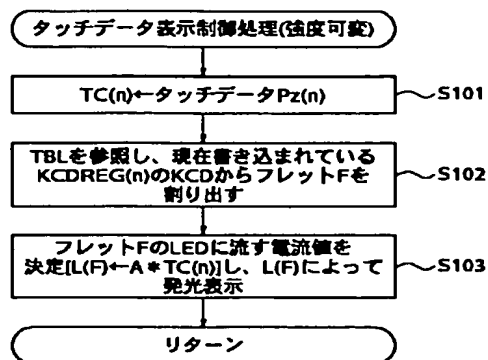 タッチデータ表示制御処理(強度可変)
TC(n)←タッチデータPz(n)
S101
TBLを参照し、現在書き込まれている
KCDREG(n)のKCDからフレットFを
割り出す
S102
フレットFのLEDに流す電流値を
決定[L(F)←A*TC(n)]し、L(F)によって
発光表示
S103
リターン